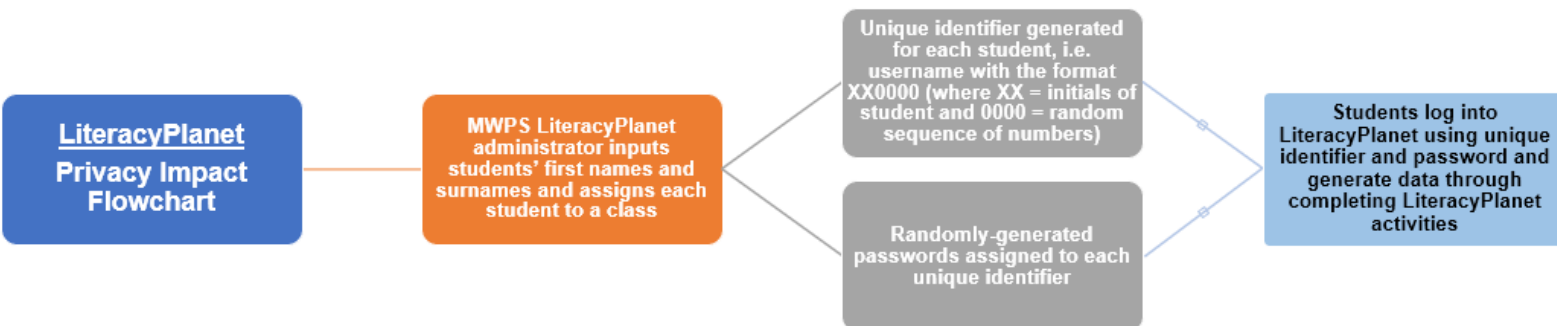 LiteracyPlanet
Privacy Impact
Flowchart
MWPS LiteracyPlanet
administrator inputs
students’ first names and
surnames and assigns each
student to a class
Unique identifier generated
for each student, i.e.
username with the format
XX0000 (where XX = initials of
student and 0000 = random
sequence of numbers)
Randomly-generated
passwords assigned to each
unique identifier
Students log into
LiteracyPlanet using unique
identifier and password and
generate data through
completing LiteracyPlanet
activities